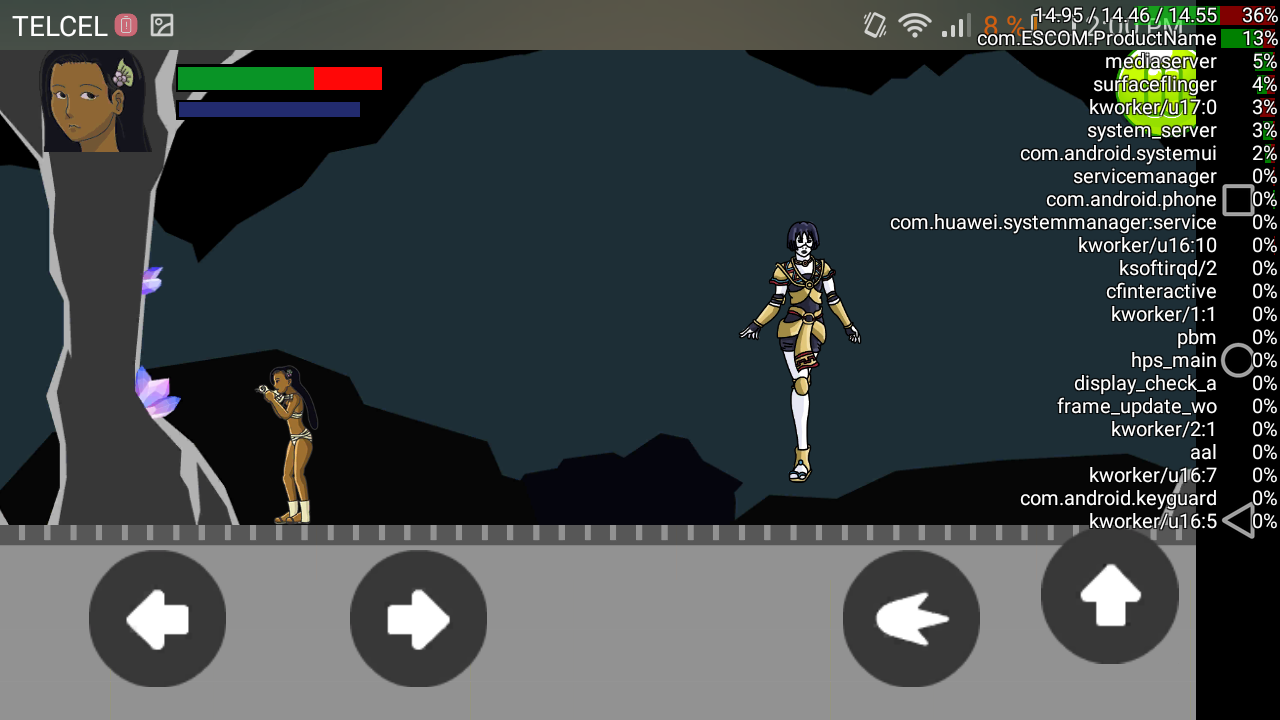 TELCEL
8 %
2:00 PM
14.95 / 14.46 / 14.55 36%
com.ESCOM.ProductName 13%
mediaserver 5%
surfaceflinger 4%
kworker/u17:0 3%
system_server 3%
com.android.systemui 2%
servicemanager 0%
com.android.phone 0%
com.huawei.systemmanager:service 0%
kworker/u16:10 0%
ksoftirqd/2 0%
cfinteractive 0%
kworker/1:1 0%
pbm 0%
hps_main 0%
display_check_a 0%
frame_update_wo 0%
kworker/2:1 0%
aal 0%
kworker/u16:7 0%
com.android.keyguard 0%
kworker/u16:5 0%